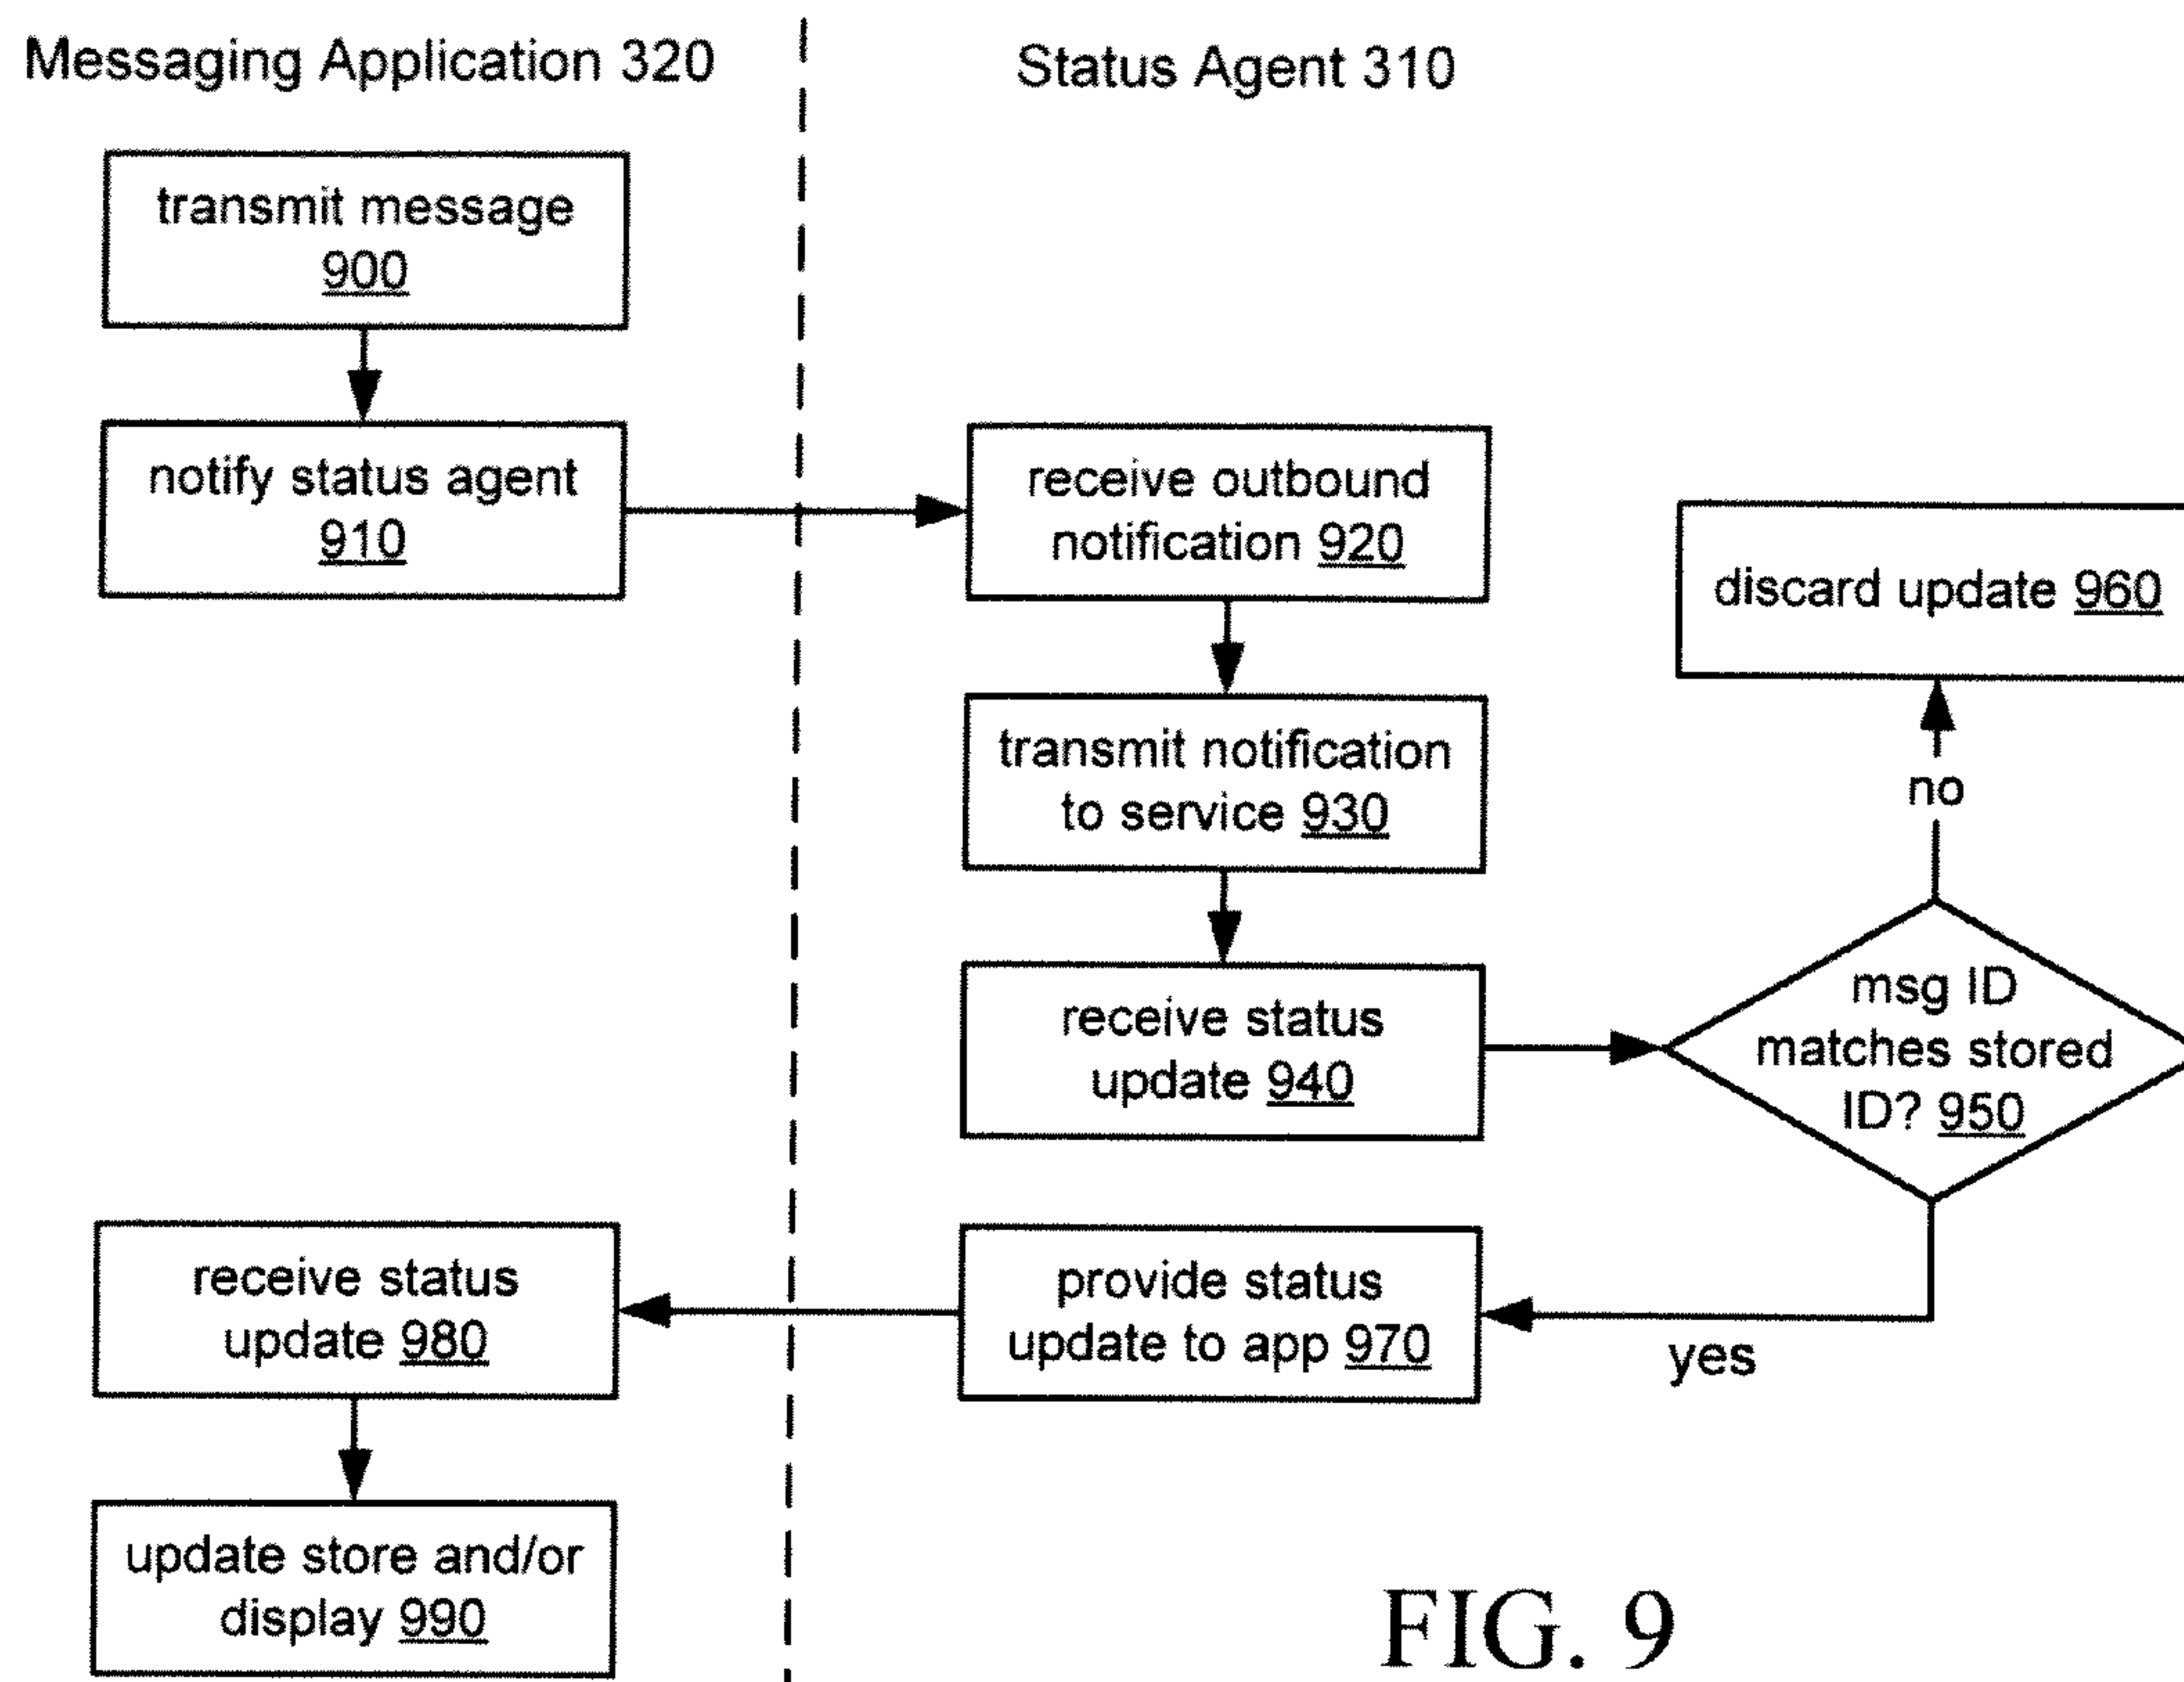 Messaging Application 320
Status Agent 310
transmit message
900
notify status agent
910
receive outbound
notification 920
discard update 960
transmit notification
to service 930
no
receive status
update 940
msg ID
matches stored
ID? 950
receive status
update 980
provide status
update to app 970
yes
update store and/or
display 990
FIG. 9